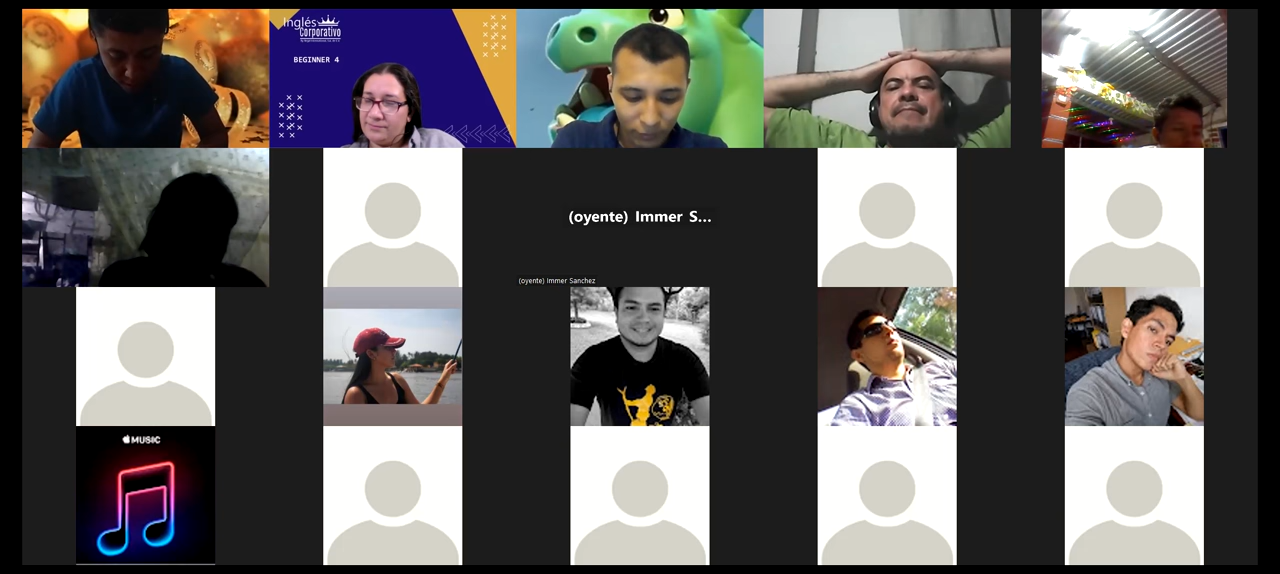 Inglés
Corporativo
BEGINNER 4
(oyente) Immer S...
(oyente) Immer Sanchez
MUSIC